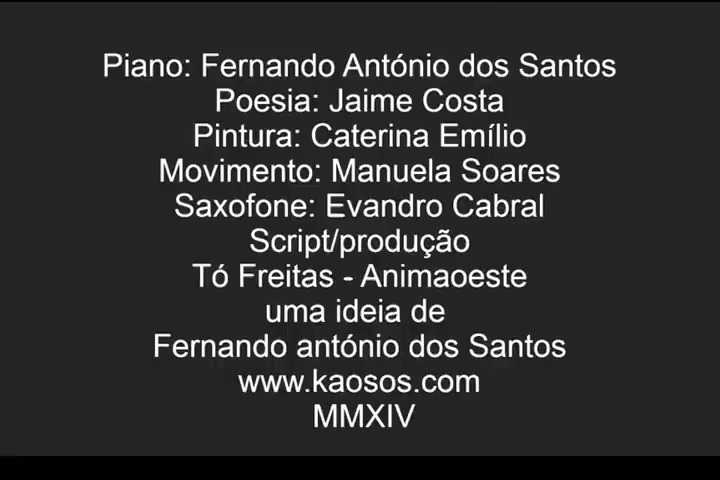 Piano: Fernando António dos Santos
Poesia: Jaime Costa
Pintura: Caterina Emílio
Movimento: Manuela Soares
Saxofone: Evandro Cabral
Script/produção
Tó Freitas - Animaoeste
uma ideia de
Fernando antónio dos Santos
www.kaosos.com
MMXIV